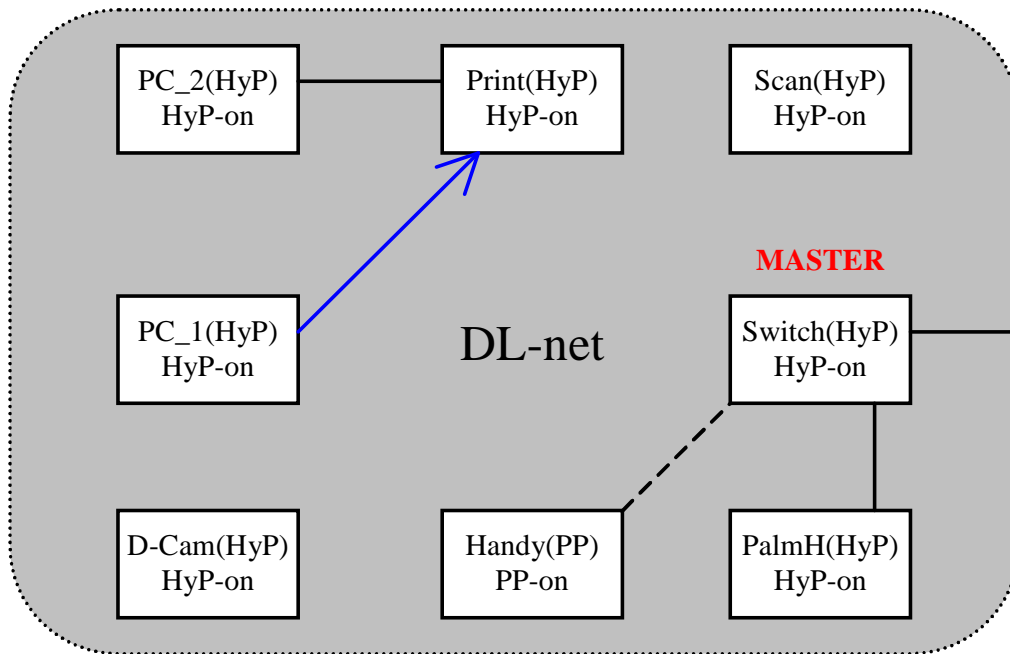 PC_2(HyP)
HyP-on
Print(HyP)
HyP-on
Scan(HyP)
HyP-on
MASTER
PC_1(HyP)
HyP-on
DL-net
Switch(HyP)
HyP-on
D-Cam(HyP)
HyP-on
Handy(PP)
PP-on
PalmH(HyP)
HyP-on